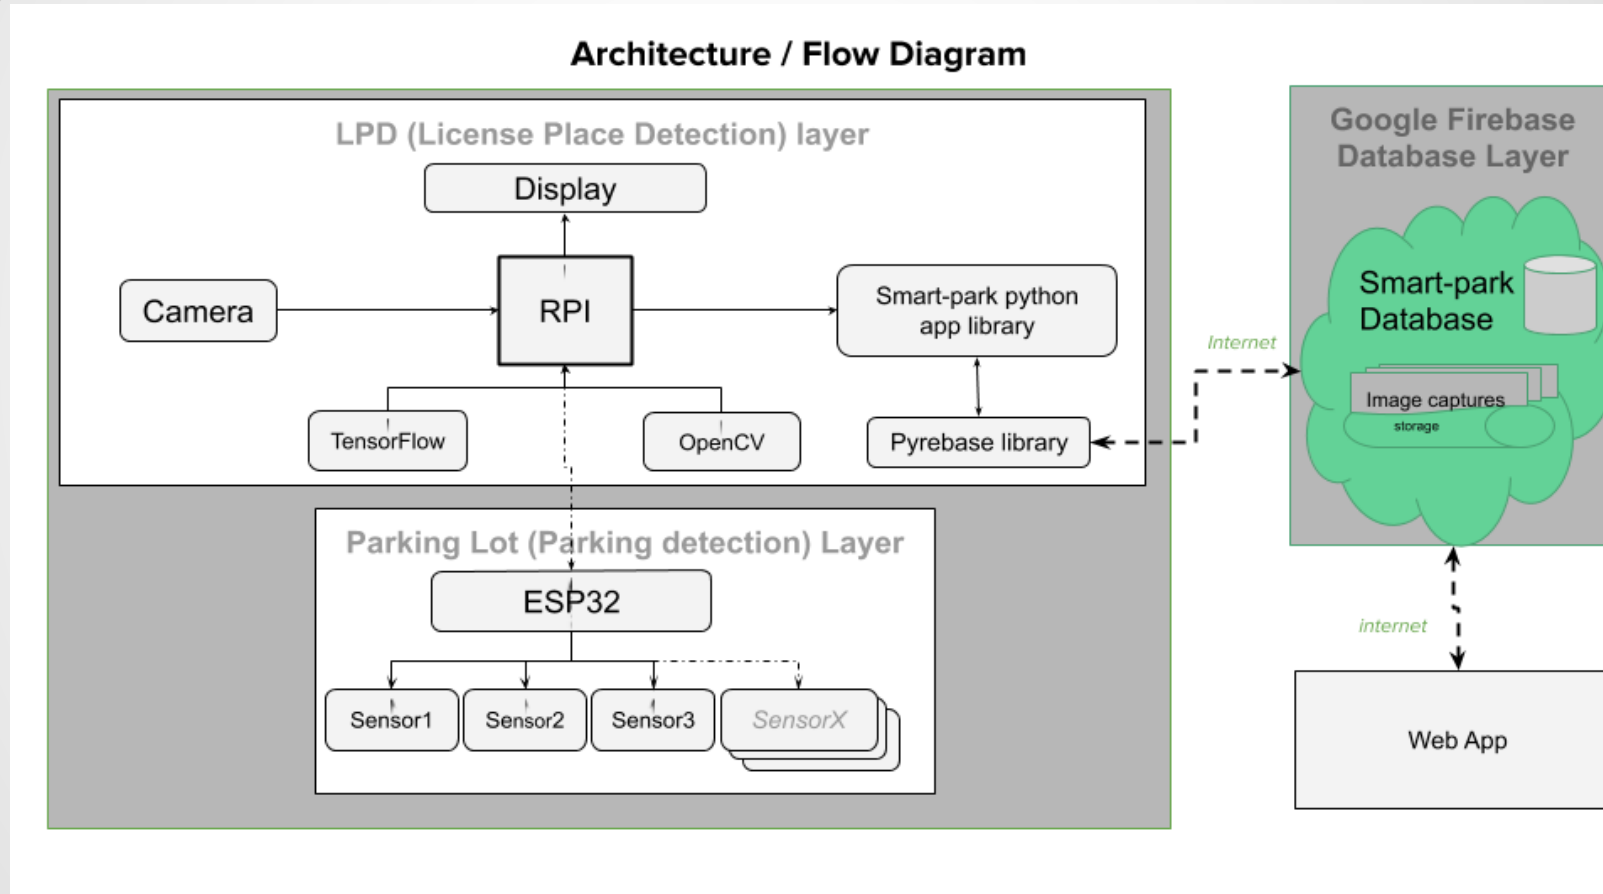 Architecture / Flow Diagram
LPD (License Place Detection) layer
Display
Camera
RPI
Smart-park python
app library
TensorFlow
OpenCV
Pyrebase library
Parking Lot (Parking detection) Layer
ESP32
Sensor1
Sensor2
Sensor3
SensorX
Internet
Google Firebase
Database Layer
Smart-park
Database
Image captures
storage
internet
Web App